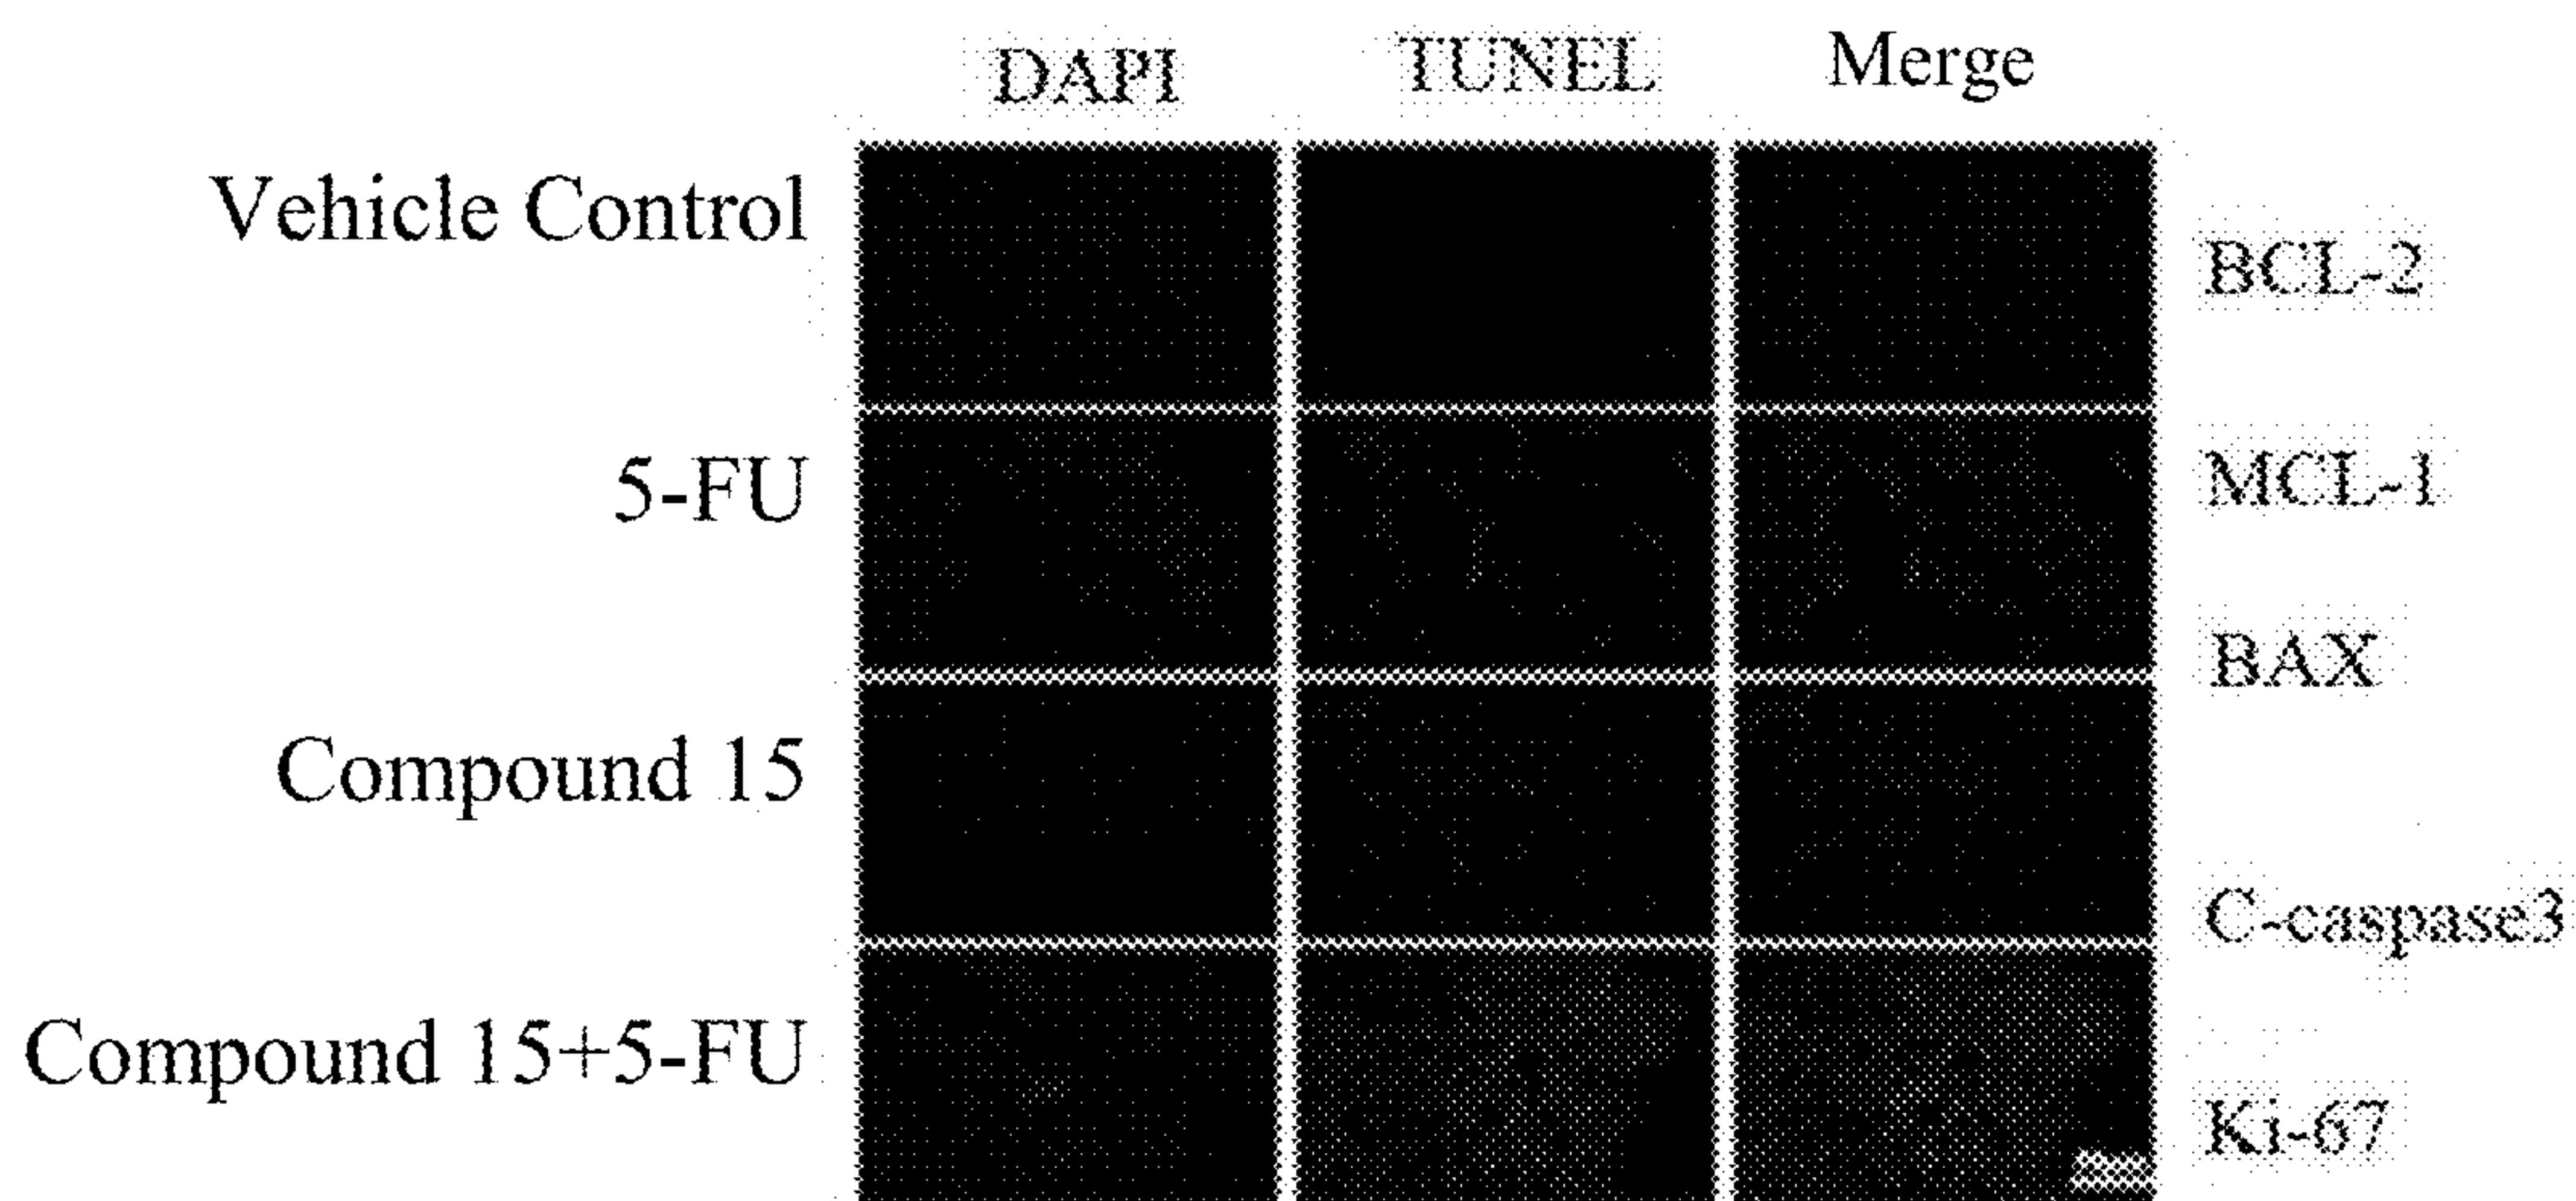 DAPI TUNEL Merge
Vehicle Control
BCL-2
5-FU
MCL-1
BAX
Compound 15
C-caspase3
Compound 15+5-FU
Ki-67